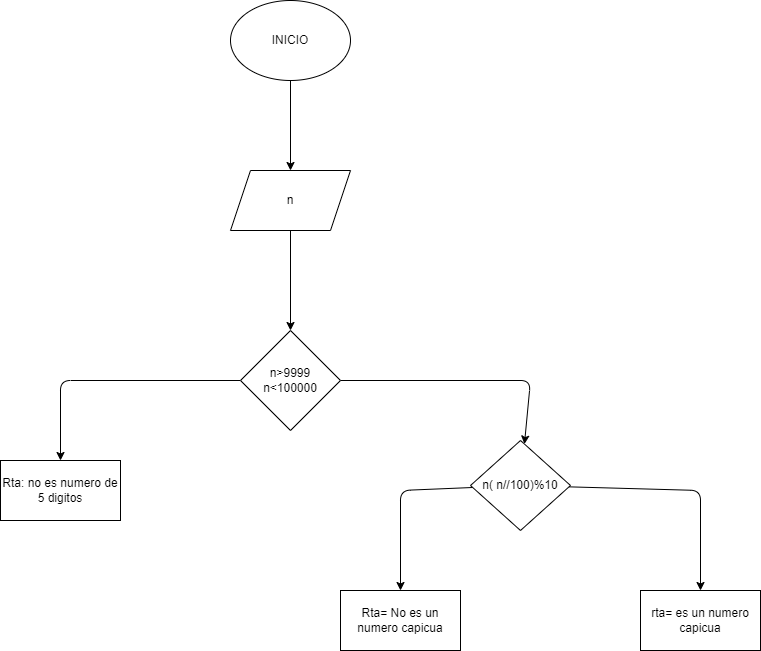 INICIO
n
n>9999
n<100000
Rta: no es numero de
5 digitos
n( n//100)%10
Rta= No es un
numero capicua
rta= es un numero
capicua